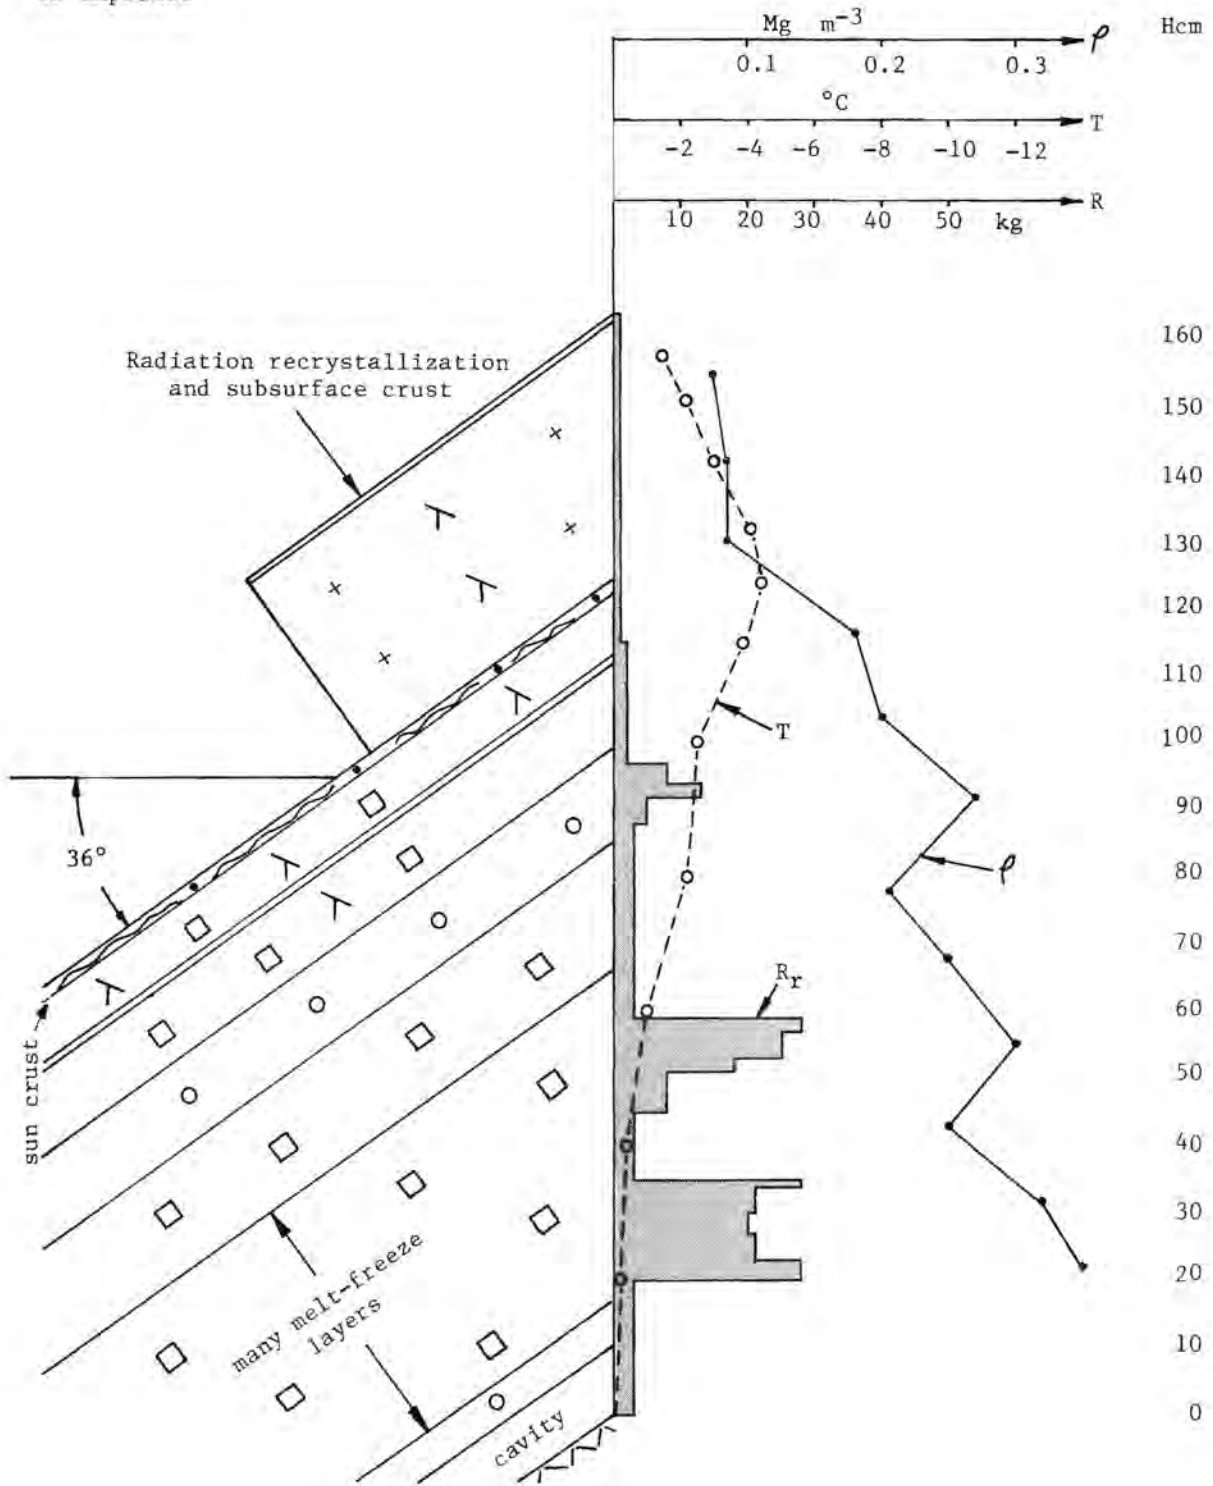 Mg m⁻³
ρ
Hcm
0.1 0.2 0.3
°C
T
-2 -4 -6 -8 -10 -12
R
10 20 30 40 50 kg
160
Radiation recrystallization
and subsurface crust
150
140
130
120
110
T
100
90
36°
80
ρ
70
Rr
60
50
sun crust
40
30
many melt-freeze
layers
20
10
cavity
0